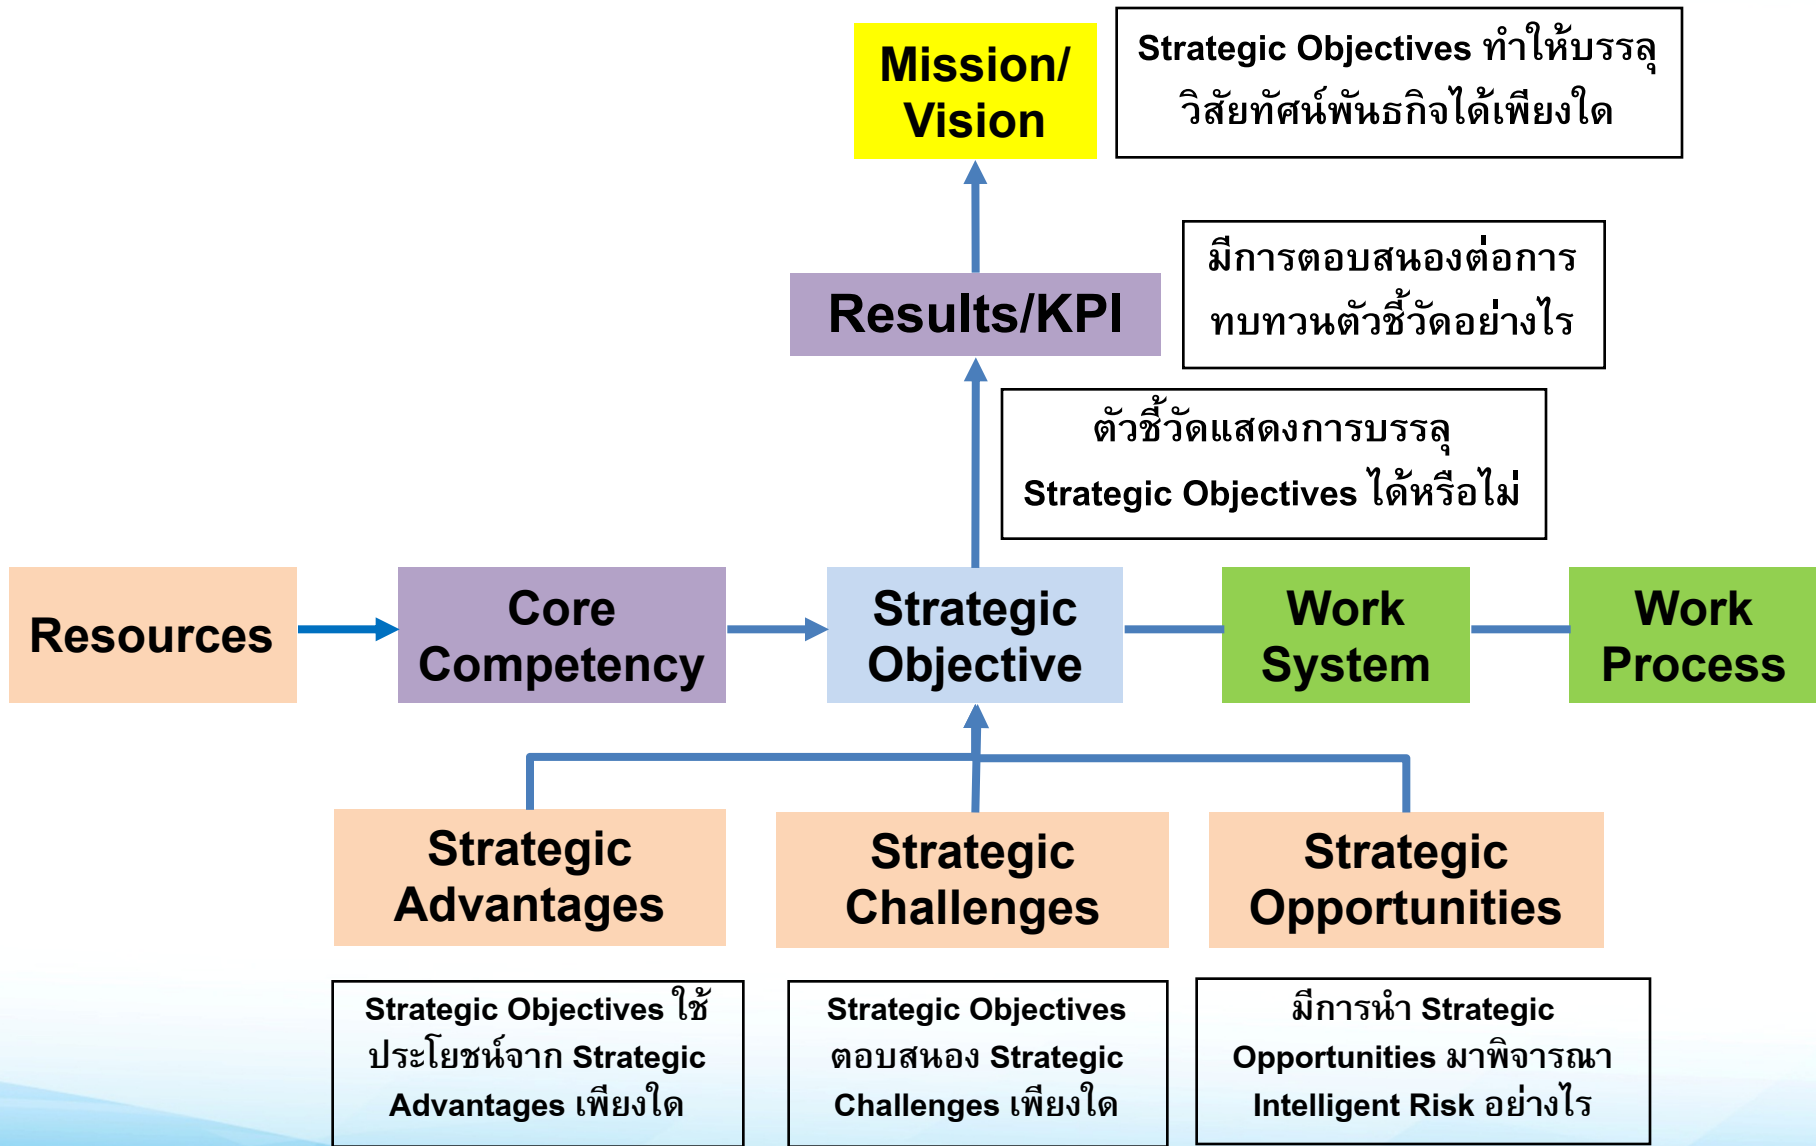 Mission/
Vision
Strategic Objectives ทำให้บรรลุ
วิสัยทัศน์พันธกิจได้เพียงใด
Results/KPI
มีการตอบสนองต่อการ
ทบทวนตัวชี้วัดอย่างไร
ตัวชี้วัดแสดงการบรรลุ
Strategic Objectives ได้หรือไม่
Resources
Core
Competency
Strategic
Objective
Work
System
Work
Process
Strategic
Advantages
Strategic
Challenges
Strategic
Opportunities
Strategic Objectives ใช้
ประโยชน์จาก Strategic
Advantages เพียงใด
Strategic Objectives
ตอบสนอง Strategic
Challenges เพียงใด
มีการนำ Strategic
Opportunities มาพิจารณา
Intelligent Risk อย่างไร